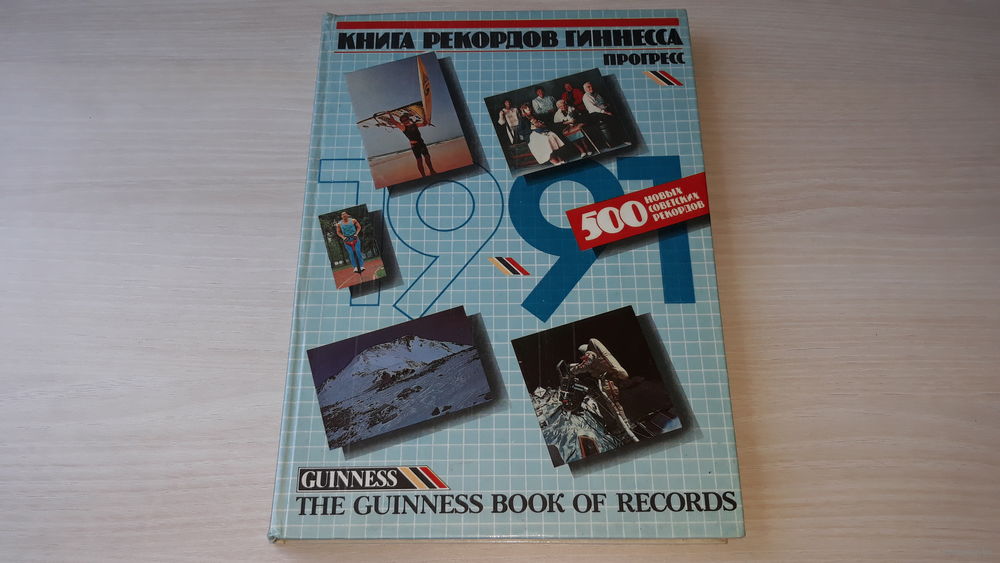 КНИГА РЕКОРДОВ ГИННЕССА
ПРОГРЕСС
1991
500 НОВЫХ
СОВЕТСКИХ
РЕКОРДОВ
GUINNESS
THE GUINNESS BOOK OF RECORDS